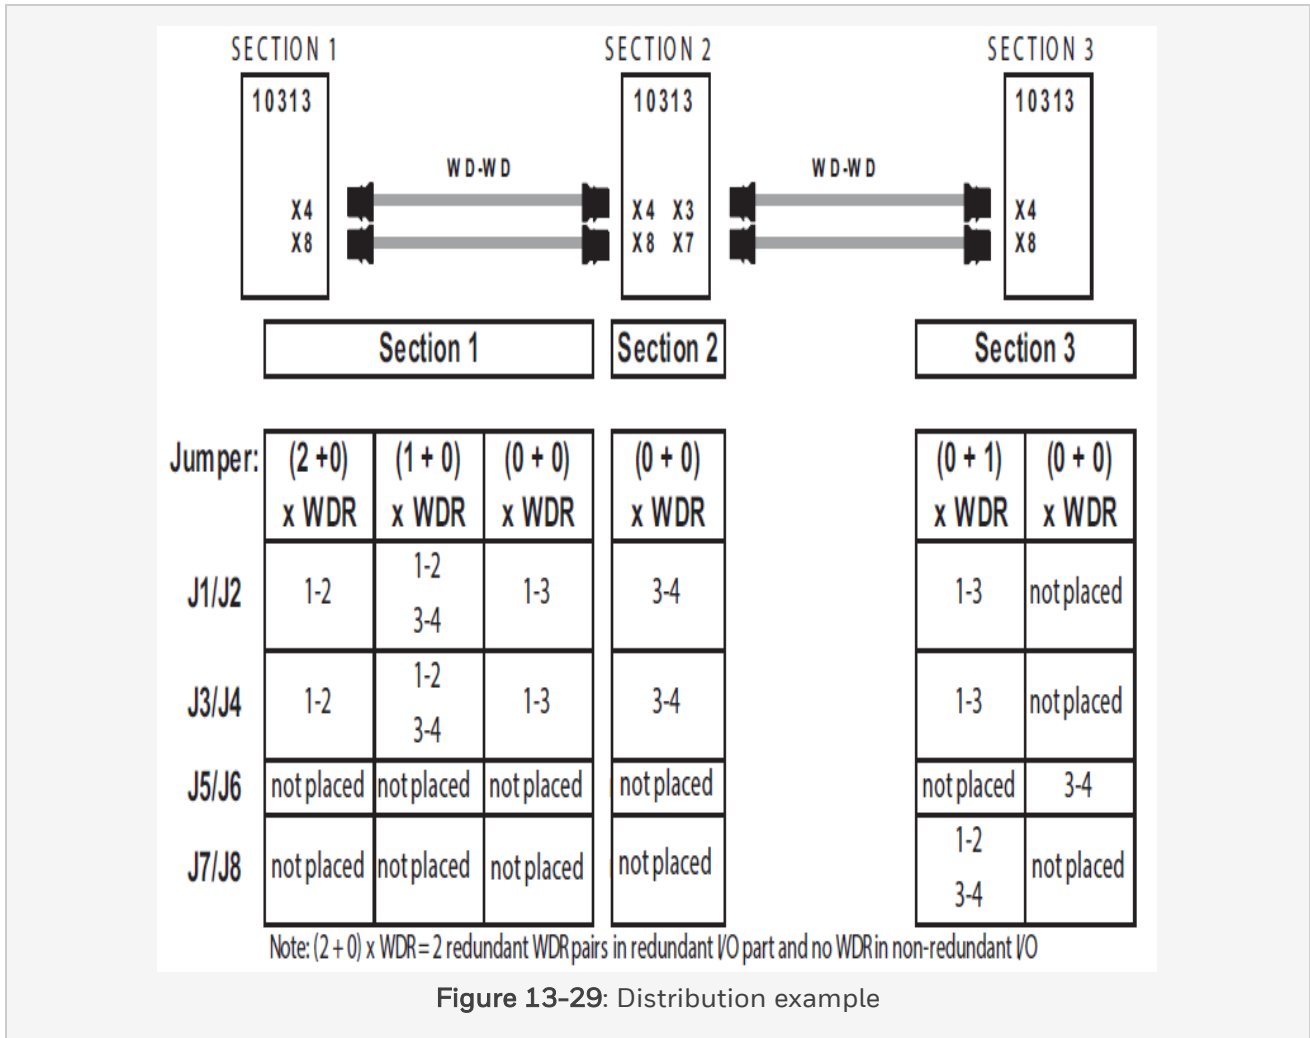 SECTION 1 SECTION 2 SECTION 3
10313 10313 10313
WD-WD WD-WD
X4 X4 X3 X4
X8 X8 X7 X8
Section 1 Section 2 Section 3
Jumper: (2 +0) (1 + 0) (0 + 0) (0 + 0) (0 + 1) (0 + 0)
x WDR x WDR x WDR x WDR x WDR x WDR
1-2
J1/J2 1-2 1-3 3-4 1-3 not placed
3-4
1-2
J3/J4 1-2 1-3 3-4 1-3 not placed
3-4
J5/J6 not placed not placed not placed not placed not placed 3-4
1-2
J7/J8 not placed not placed not placed not placed not placed
3-4
Note: (2 + 0) x WDR = 2 redundant WDR pairs in redundant I/O part and no WDR in non-redundant I/O
Figure 13-29: Distribution example